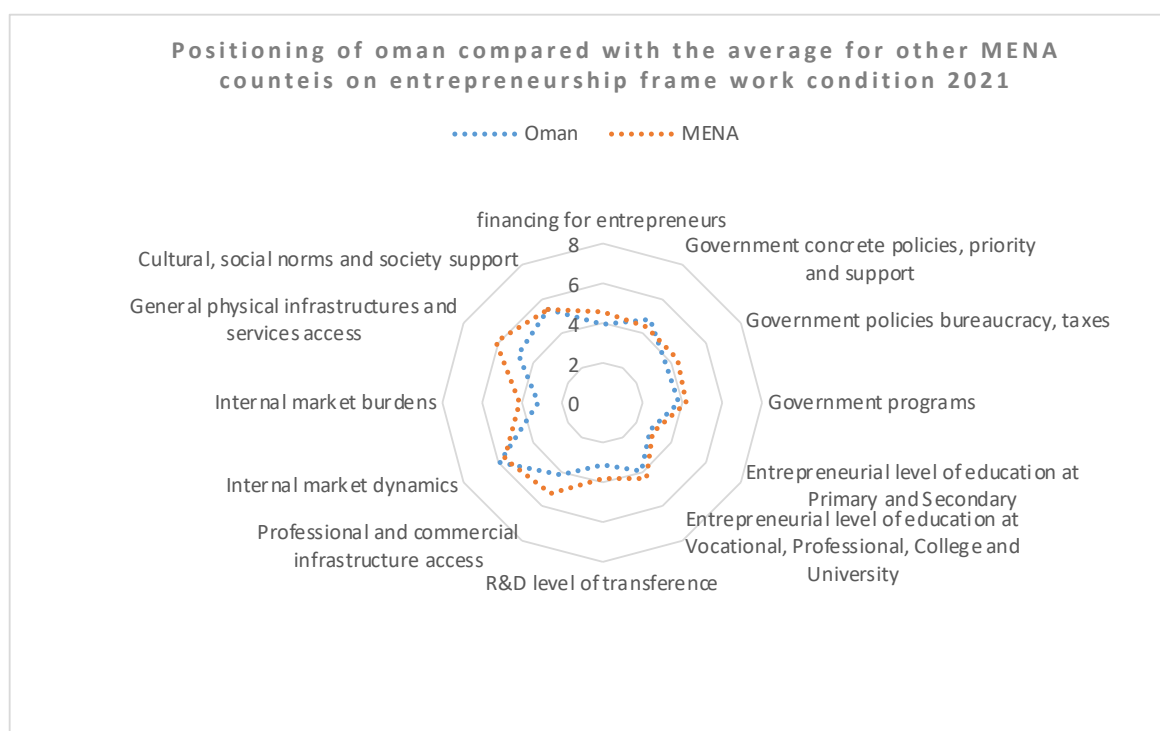 Positioning of oman compared with the average for other MENA
counteis on entrepreneurship frame work condition 2021
Oman
MENA
financing for entrepreneurs
Government concrete policies, priority
and support
Government policies bureaucracy, taxes
Government programs
Entrepreneurial level of education at
Primary and Secondary
Entrepreneurial level of education at
Vocational, Professional, College and
University
R&D level of transference
Professional and commercial
infrastructure access
Internal market dynamics
Internal market burdens
General physical infrastructures and
services access
Cultural, social norms and society support
8
6
4
2
0